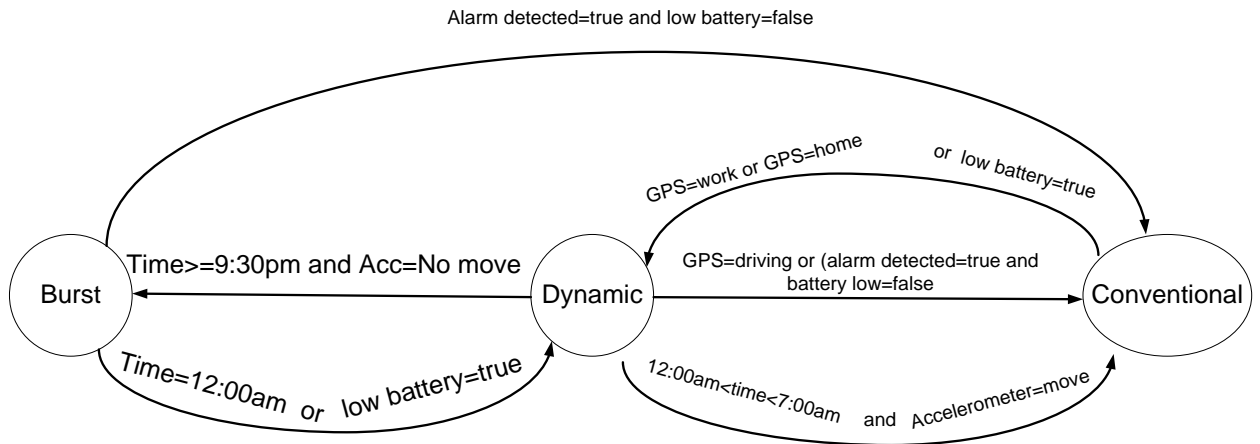 Alarm detected=true and low battery=false
GPS=work or GPS=home or low battery=true
Time>=9:30pm and Acc=No move
GPS=driving or (alarm detected=true and
battery low=false
Burst
Dynamic
Conventional
Time=12:00am or low battery=true
12:00am<time<7:00am and Accelerometer=move